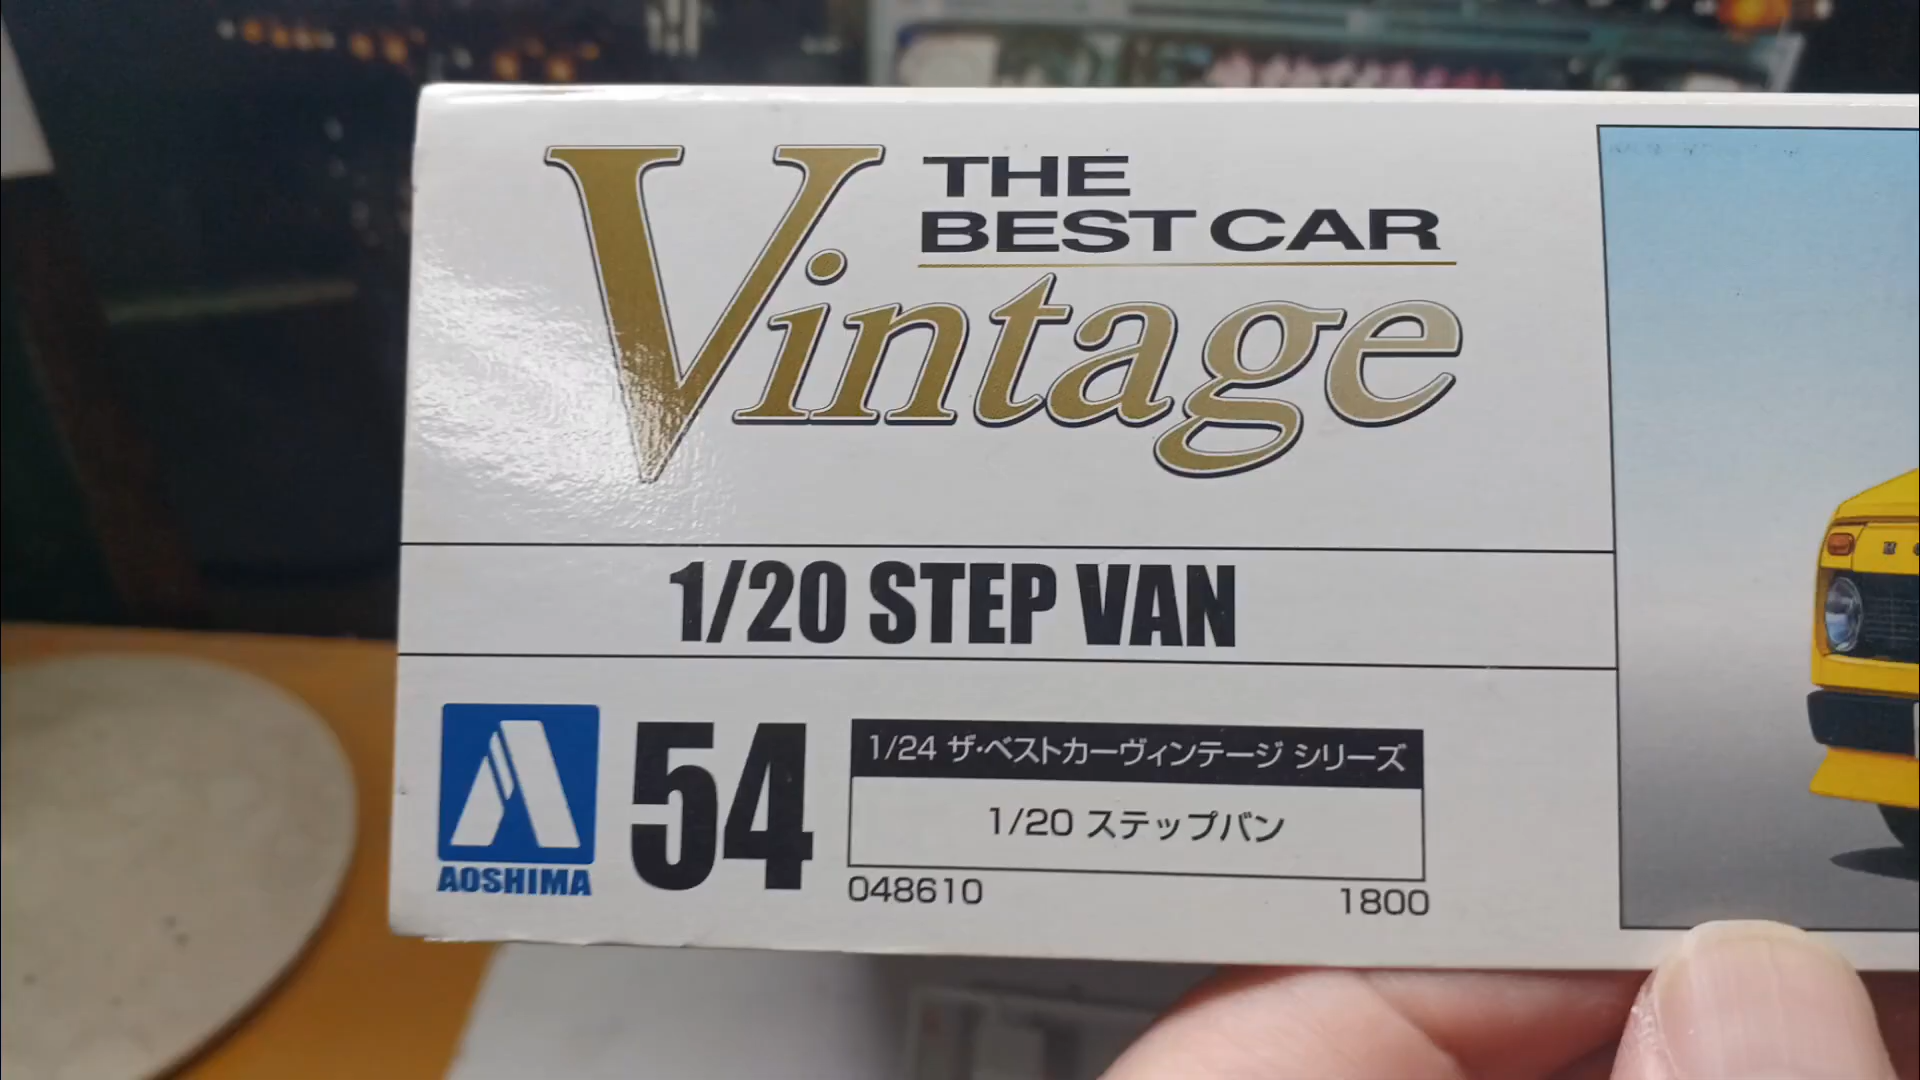 THE
BEST CAR
Vintage
1/20 STEP VAN
AOSHIMA
54
1/24 ザ・ベストカーヴィンテージ シリーズ
1/20 ステップバン
048610
1800